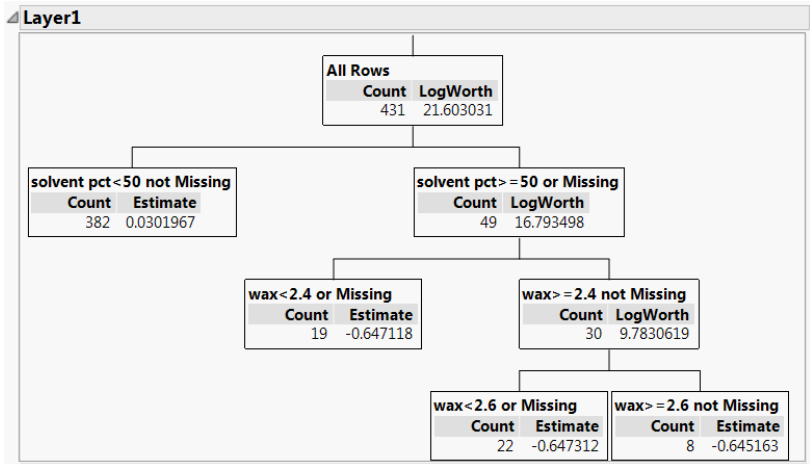 Layer1
All Rows
Count LogWorth
431 21.603031
solvent pct<50 not Missing
Count Estimate
382 0.0301967
solvent pct>=50 or Missing
Count LogWorth
49 16.793498
wax<2.4 or Missing
Count Estimate
19 -0.647118
wax>=2.4 not Missing
Count LogWorth
30 9.7830619
wax<2.6 or Missing
Count Estimate
22 -0.647312
wax>=2.6 not Missing
Count Estimate
8 -0.645163